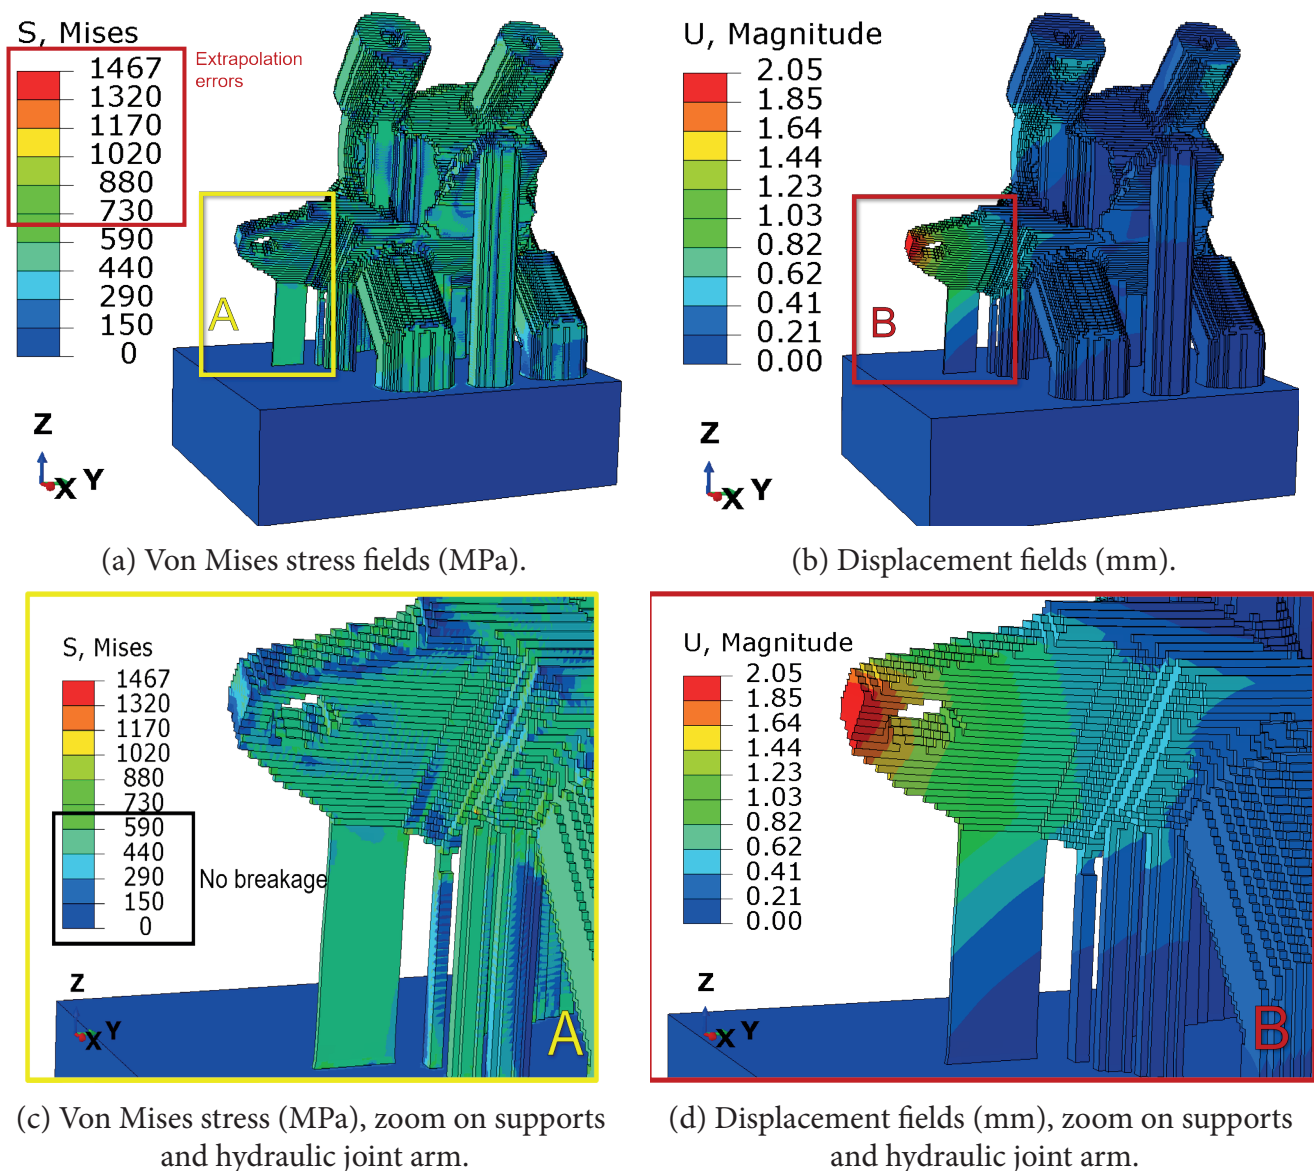 S, Mises
1467
1320
1170
1020
880
730
590
440
290
150
0
Extrapolation
errors
A
Z
X Y
U, Magnitude
2.05
1.85
1.64
1.44
1.23
1.03
0.82
0.62
0.41
0.21
0.00
B
Z
X Y
(a) Von Mises stress fields (MPa).
(b) Displacement fields (mm).
S, Mises
1467
1320
1170
1020
880
730
590
440
290
150
0
No breakage
Z
X Y
A
U, Magnitude
2.05
1.85
1.64
1.44
1.23
1.03
0.82
0.62
0.41
0.21
0.00
Z
X Y
B
(c) Von Mises stress (MPa), zoom on supports
and hydraulic joint arm.
(d) Displacement fields (mm), zoom on supports
and hydraulic joint arm.